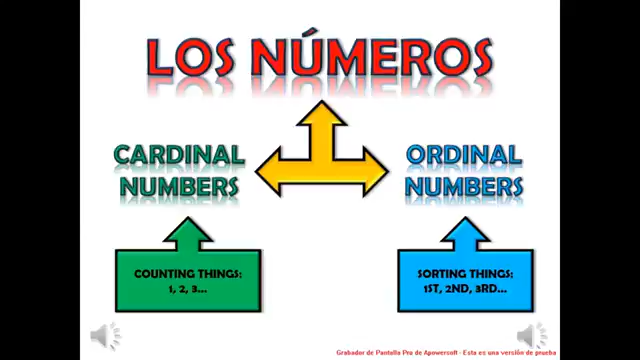 LOS NÚMEROS
CARDINAL
NUMBERS
ORDINAL
NUMBERS
COUNTING THINGS:
1, 2, 3...
SORTING THINGS:
1ST, 2ND, 3RD...
Grabador de Pantalla Pro de Apowersoft - Esta es una versión de prueba